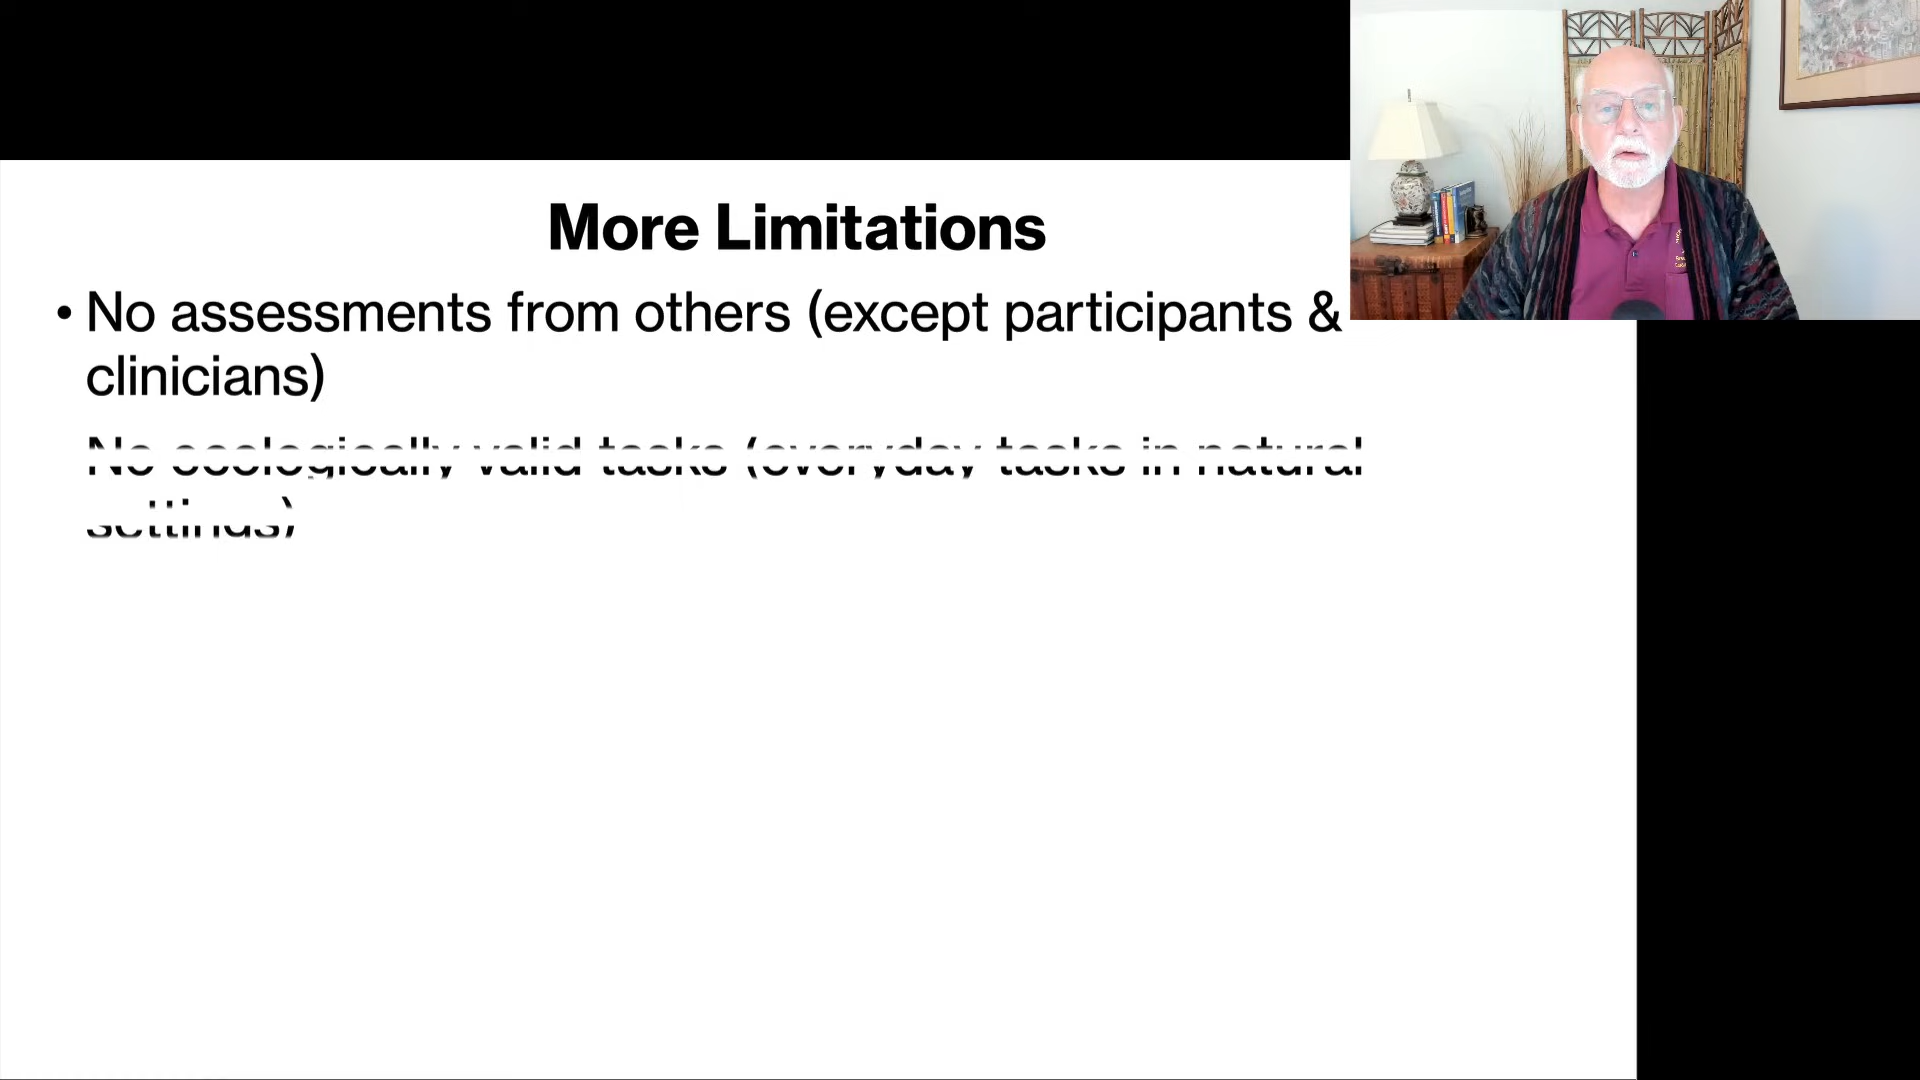 More Limitations
• No assessments from others (except participants &
clinicians)
No ecologically valid tasks (everyday tasks in natural
settings)